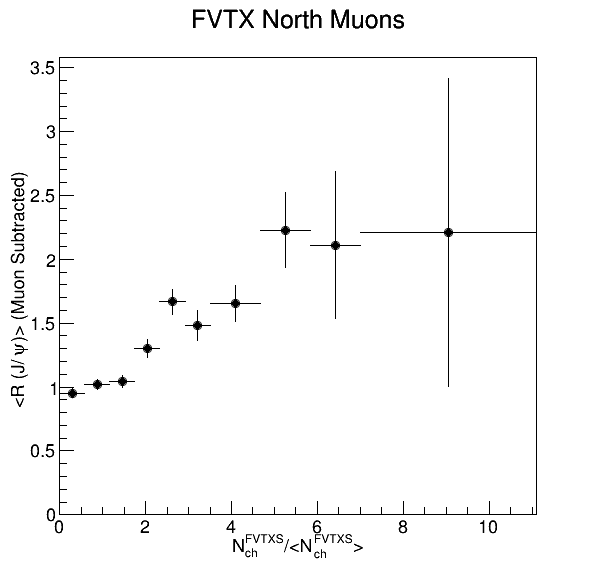 FVTX North Muons
<R (J/ψ)> (Muon Subtracted)
3.5
3
2.5
2
1.5
1
0.5
0
0 2 4 6 8 10
N_ch^FVTXS/<N_ch^FVTXS>